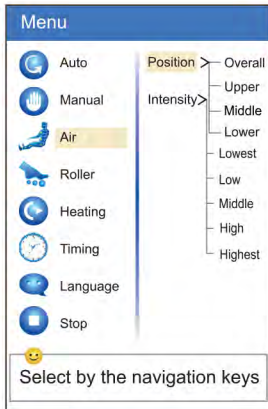 Menu
Auto
Manual
Air
Roller
Heating
Timing
Language
Stop
Position
Intensity
Overall
Upper
Middle
Lower
Lowest
Low
Middle
High
Highest
Select by the navigation keys